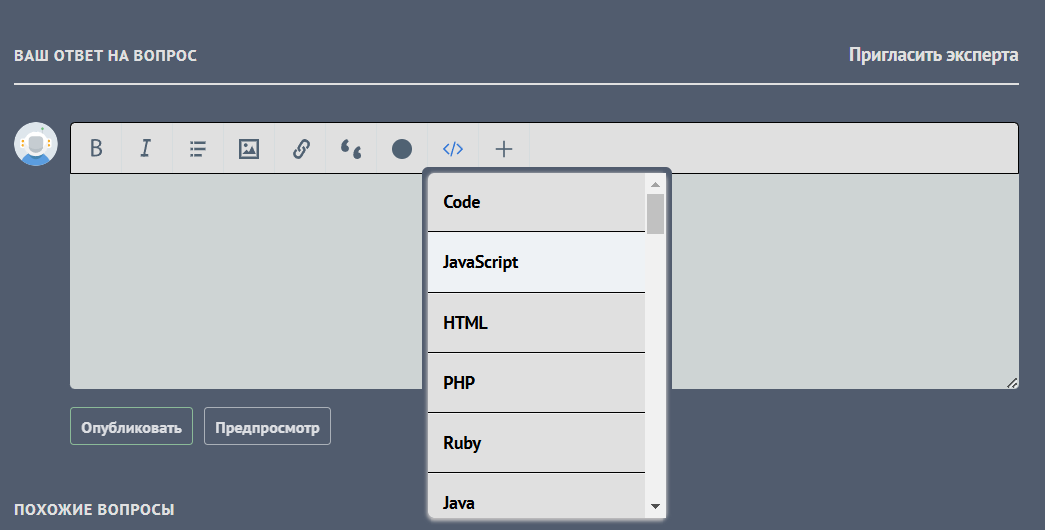 ВАШ ОТВЕТ НА ВОПРОС
Пригласить эксперта
B I </> +
Code
JavaScript
HTML
PHP
Ruby
Java
Опубликовать
Предпросмотр
ПОХОЖИЕ ВОПРОСЫ